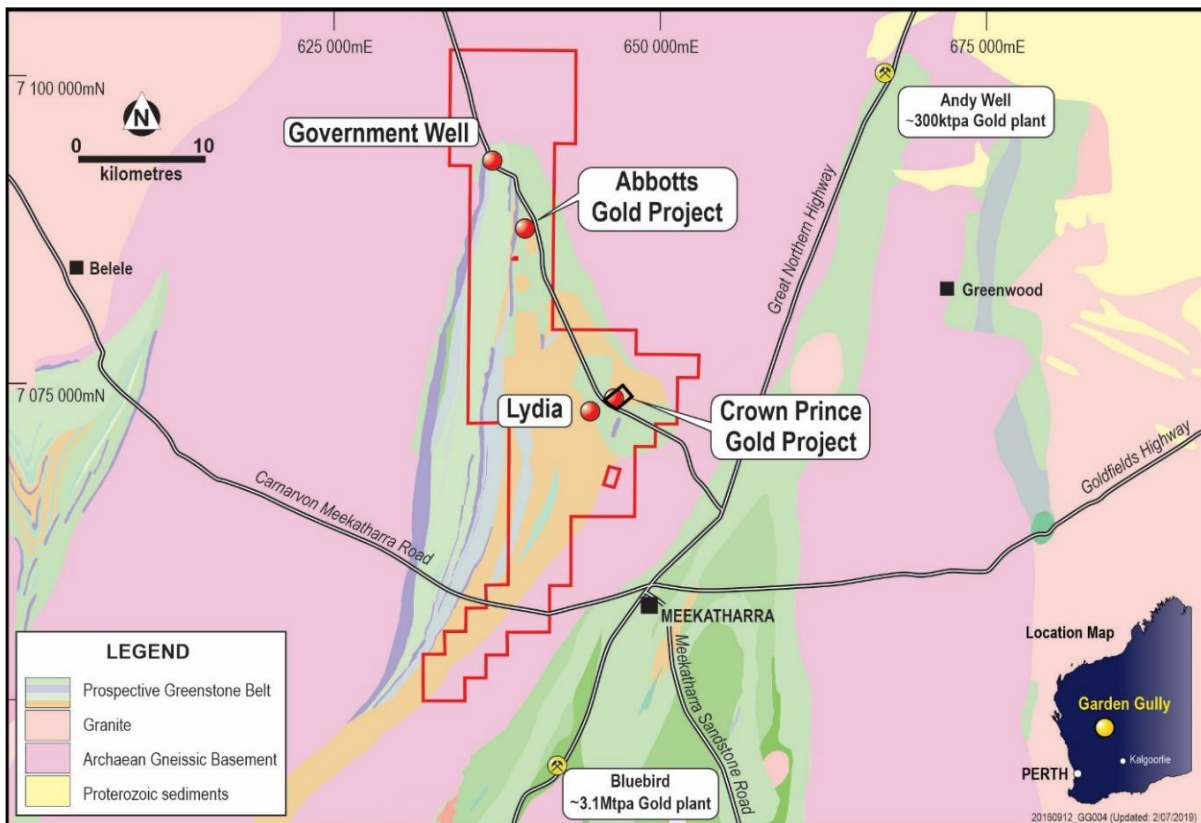 625 000mE
650 000mE
675 000mE
7 100 000mN
N
0 10
kilometres
Government Well
Abbotts
Gold Project
Andy Well
~300ktpa Gold plant
Belele
Great Northern Highway
Greenwood
7 075 000mN
Lydia
Crown Prince
Gold Project
Goldfields Highway
Carnarvon Meekatharra Road
MEEKATHARRA
Meekatharra Sandstone Road
Bluebird
~3.1Mtpa Gold plant
LEGEND
Prospective Greenstone Belt
Granite
Archaean Gneissic Basement
Proterozoic sediments
Location Map
Garden Gully
Kalgoorlie
PERTH
20160912_GG004 (Updated: 2/07/2019)